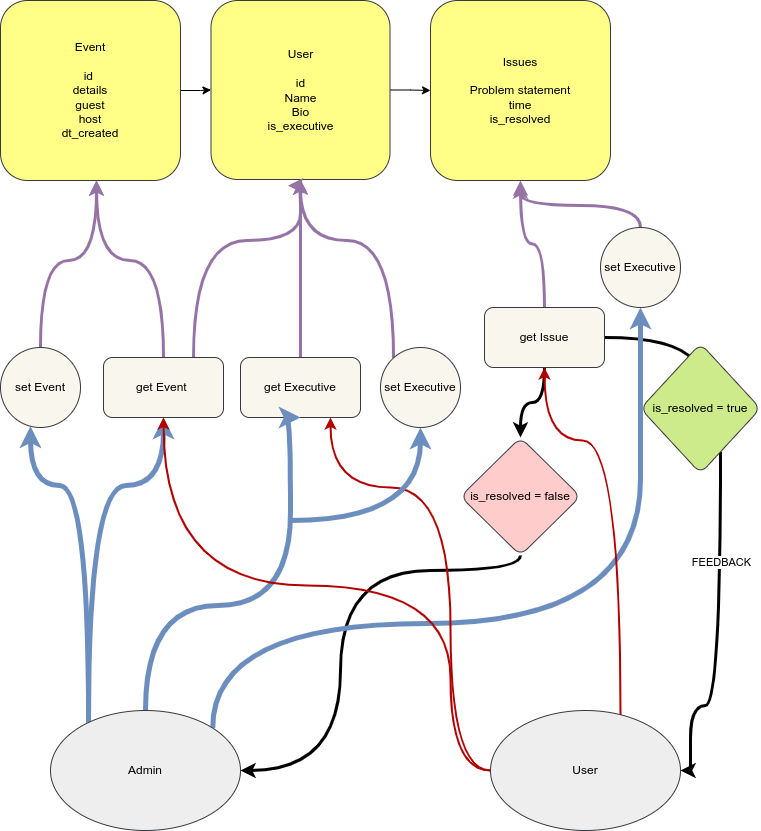 Event
id
details
guest
host
dt_created
User
id
Name
Bio
is_executive
Issues
Problem statement
time
is_resolved
set Executive
get Issue
set Event
get Event
get Executive
set Executive
is_resolved = true
is_resolved = false
FEEDBACK
Admin
User